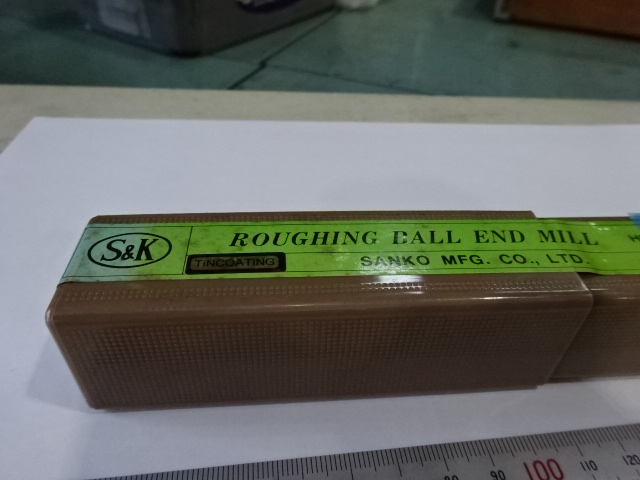 S&K
ROUGHING BALL END MILL
TiNCOATING
SANKO MFG. CO., LTD.
90 100 110 120